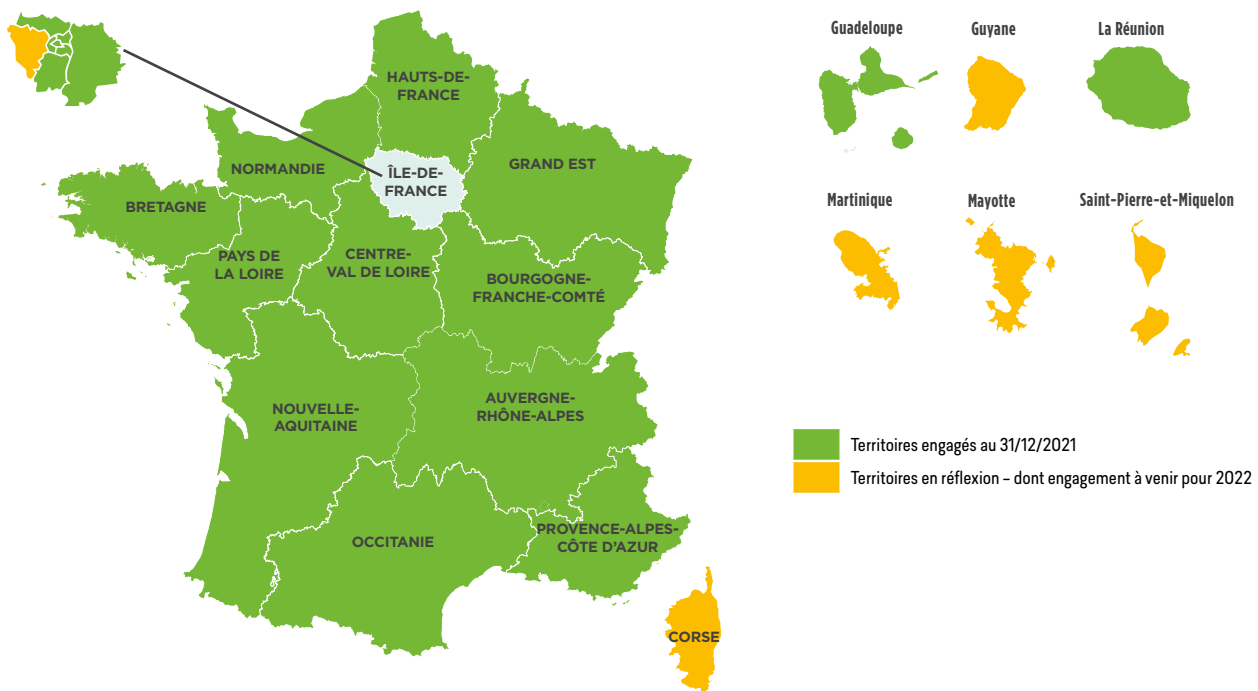 HAUTS-DE-
FRANCE
NORMANDIE
ÎLE-DE-
FRANCE
GRAND EST
BRETAGNE
PAYS DE
LA LOIRE
CENTRE-
VAL DE LOIRE
BOURGOGNE-
FRANCHE-COMTÉ
NOUVELLE-
AQUITAINE
AUVERGNE-
RHÔNE-ALPES
OCCITANIE
PROVENCE-ALPES-
CÔTE D'AZUR
CORSE
Guadeloupe
Guyane
La Réunion
Martinique
Mayotte
Saint-Pierre-et-Miquelon
Territoires engagés au 31/12/2021
Territoires en réflexion – dont engagement à venir pour 2022